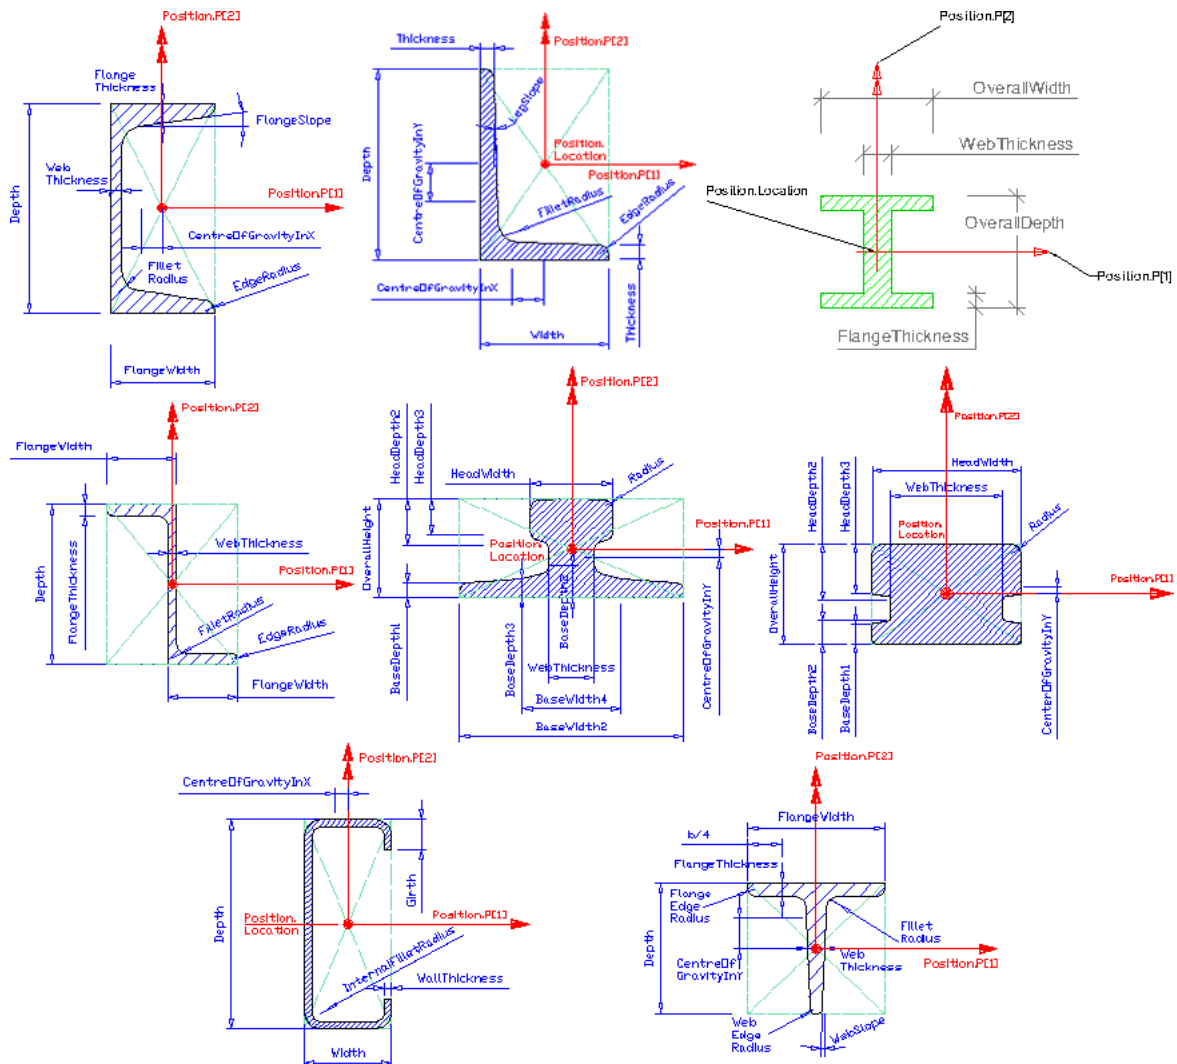 Position.P[2]
Flange
Thickness
FlangeSlope
Web
Thickness
Depth
Position.P[1]
CentreOfGravityInX
Fillet
Radius
EdgeRadius
FlangeWidth
Thickness
Position.P[2]
LegSlope
Depth
CentreOfGravityInY
Position.
Location
Position.P[1]
FilletRadius
EdgeRadius
CentreOfGravityInX
Thickness
Width
Position.P[2]
OverallWidth
WebThickness
Position.Location
OverallDepth
Position.P[1]
FlangeThickness
Position.P[2]
FlangeWidth
WebThickness
Depth
FlangeThickness
Position.P[1]
FilletRadius
EdgeRadius
FlangeWidth
Position.P[2]
HeadDepth2
HeadDepth3
HeadWidth
Radius
OverallHeight
Position.P[1]
Position.
Location
BaseDepth1
BaseDepth3
BaseDepth2
CentreOfGravityInY
WebThickness
BaseWidth4
BaseWidth2
Position.P[2]
HeadDepth2
HeadDepth3
HeadWidth
WebThickness
Radius
Position.
Location
OverallHeight
Position.P[1]
BaseDepth2
BaseDepth1
CenterOfGravityInY
Position.P[2]
CentreOfGravityInX
Girth
Depth
Position.P[1]
Position.
Location
InternalFilletRadius
WallThickness
Width
Position.P[2]
FlangeWidth
b/4
FlangeThickness
Flange
Edge
Radius
Fillet
Radius
Depth
CentreOf
GravityInY
Web
Thickness
Position.P[1]
Web
Edge
Radius
WebSlope